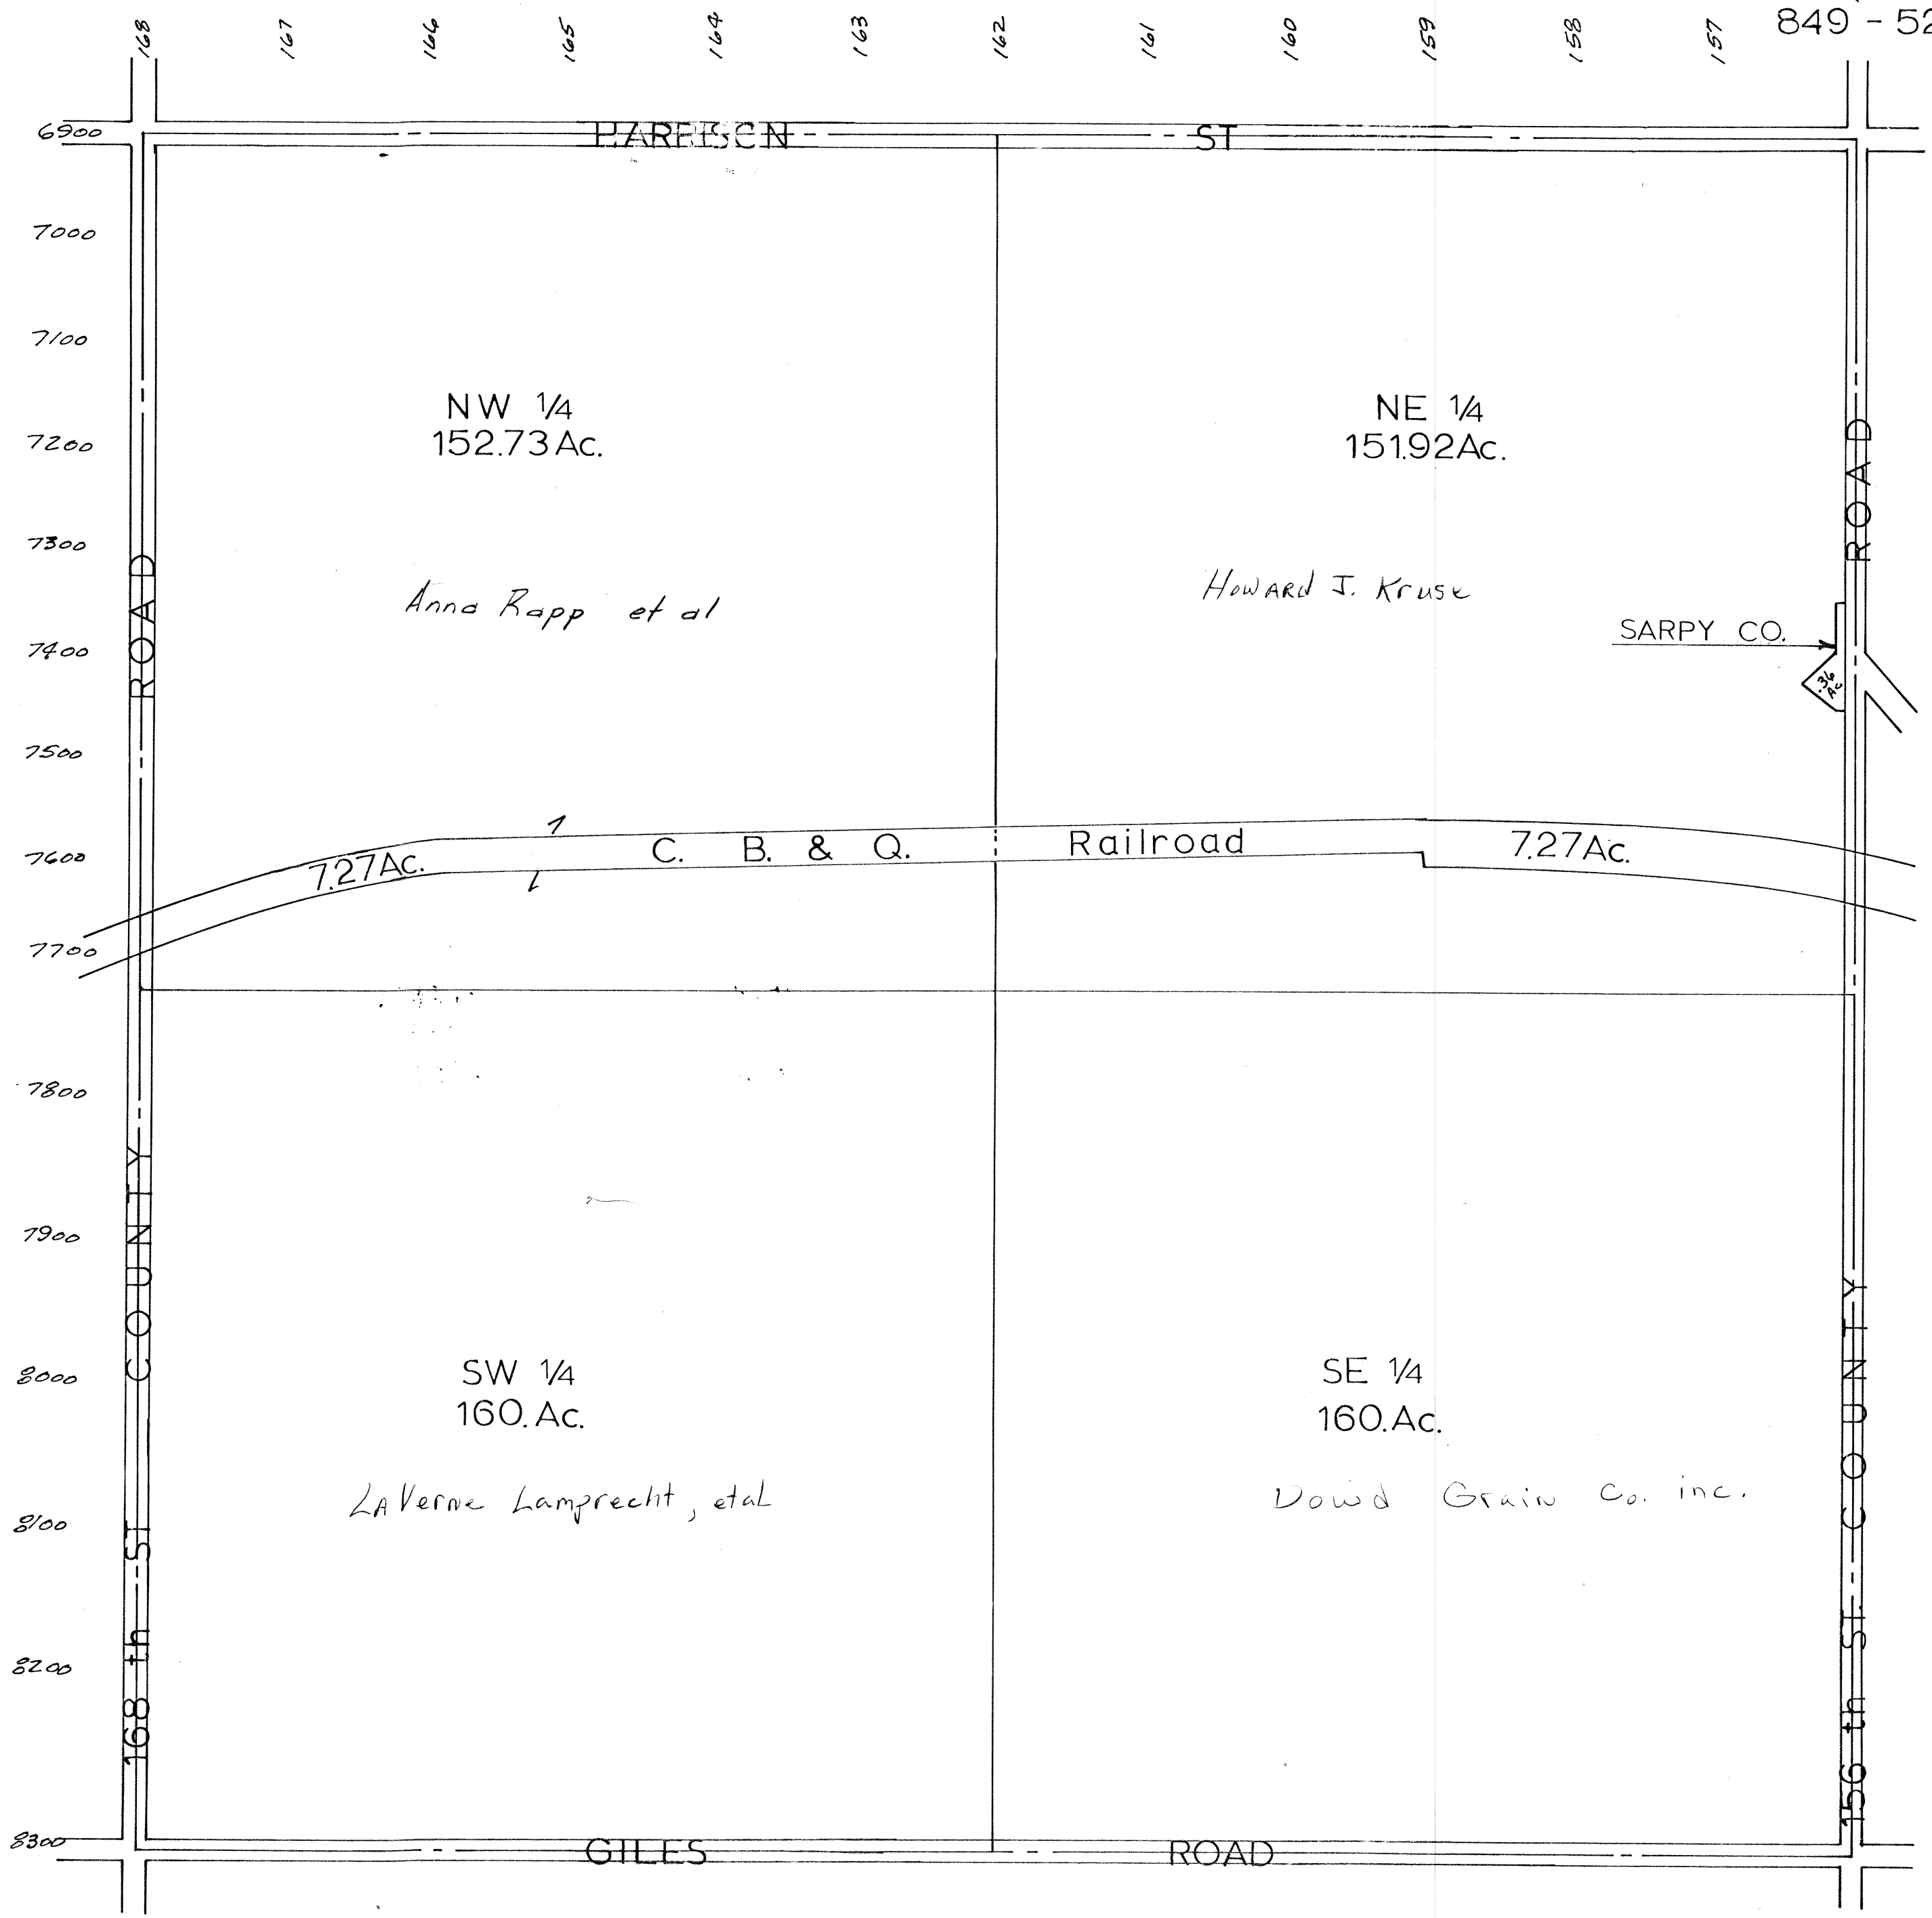 849 - 52
168 167 166 165 164 163 162 161 160 159 158 157
6900
HARRISON ST
7000
7100
NW 1/4
152.73 Ac.
NE 1/4
151.92 Ac.
7200
7300
ROAD
ROAD
Anna Rapp et al
Howard J. Kruse
SARPY CO.
.36 Ac
7400
7500
7600
7.27 Ac.
C. B. & Q. Railroad
7.27 Ac.
7700
7800
7900
COUNTY
COUNTY
8000
SW 1/4
160. Ac.
SE 1/4
160. Ac.
LaVerne Lamprecht, etal
Dowd Grain Co. inc.
8100
8200
168 th ST
156 th ST.
8300
GILES ROAD